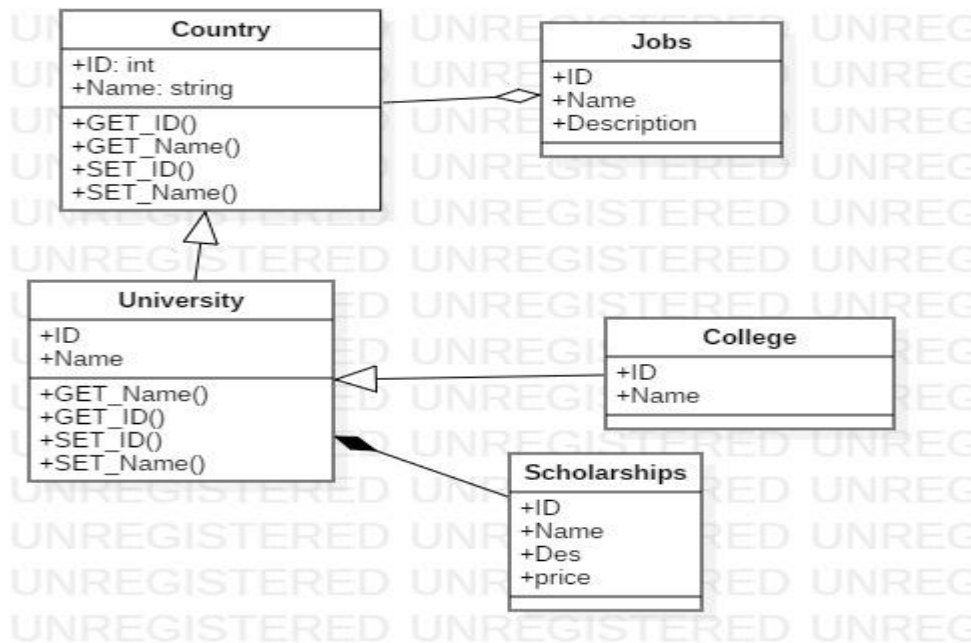 Country
+ID: int
+Name: string
+GET_ID()
+GET_Name()
+SET_ID()
+SET_Name()
Jobs
+ID
+Name
+Description
University
+ID
+Name
+GET_Name()
+GET_ID()
+SET_ID()
+SET_Name()
College
+ID
+Name
Scholarships
+ID
+Name
+Des
+price
UNREGISTERED